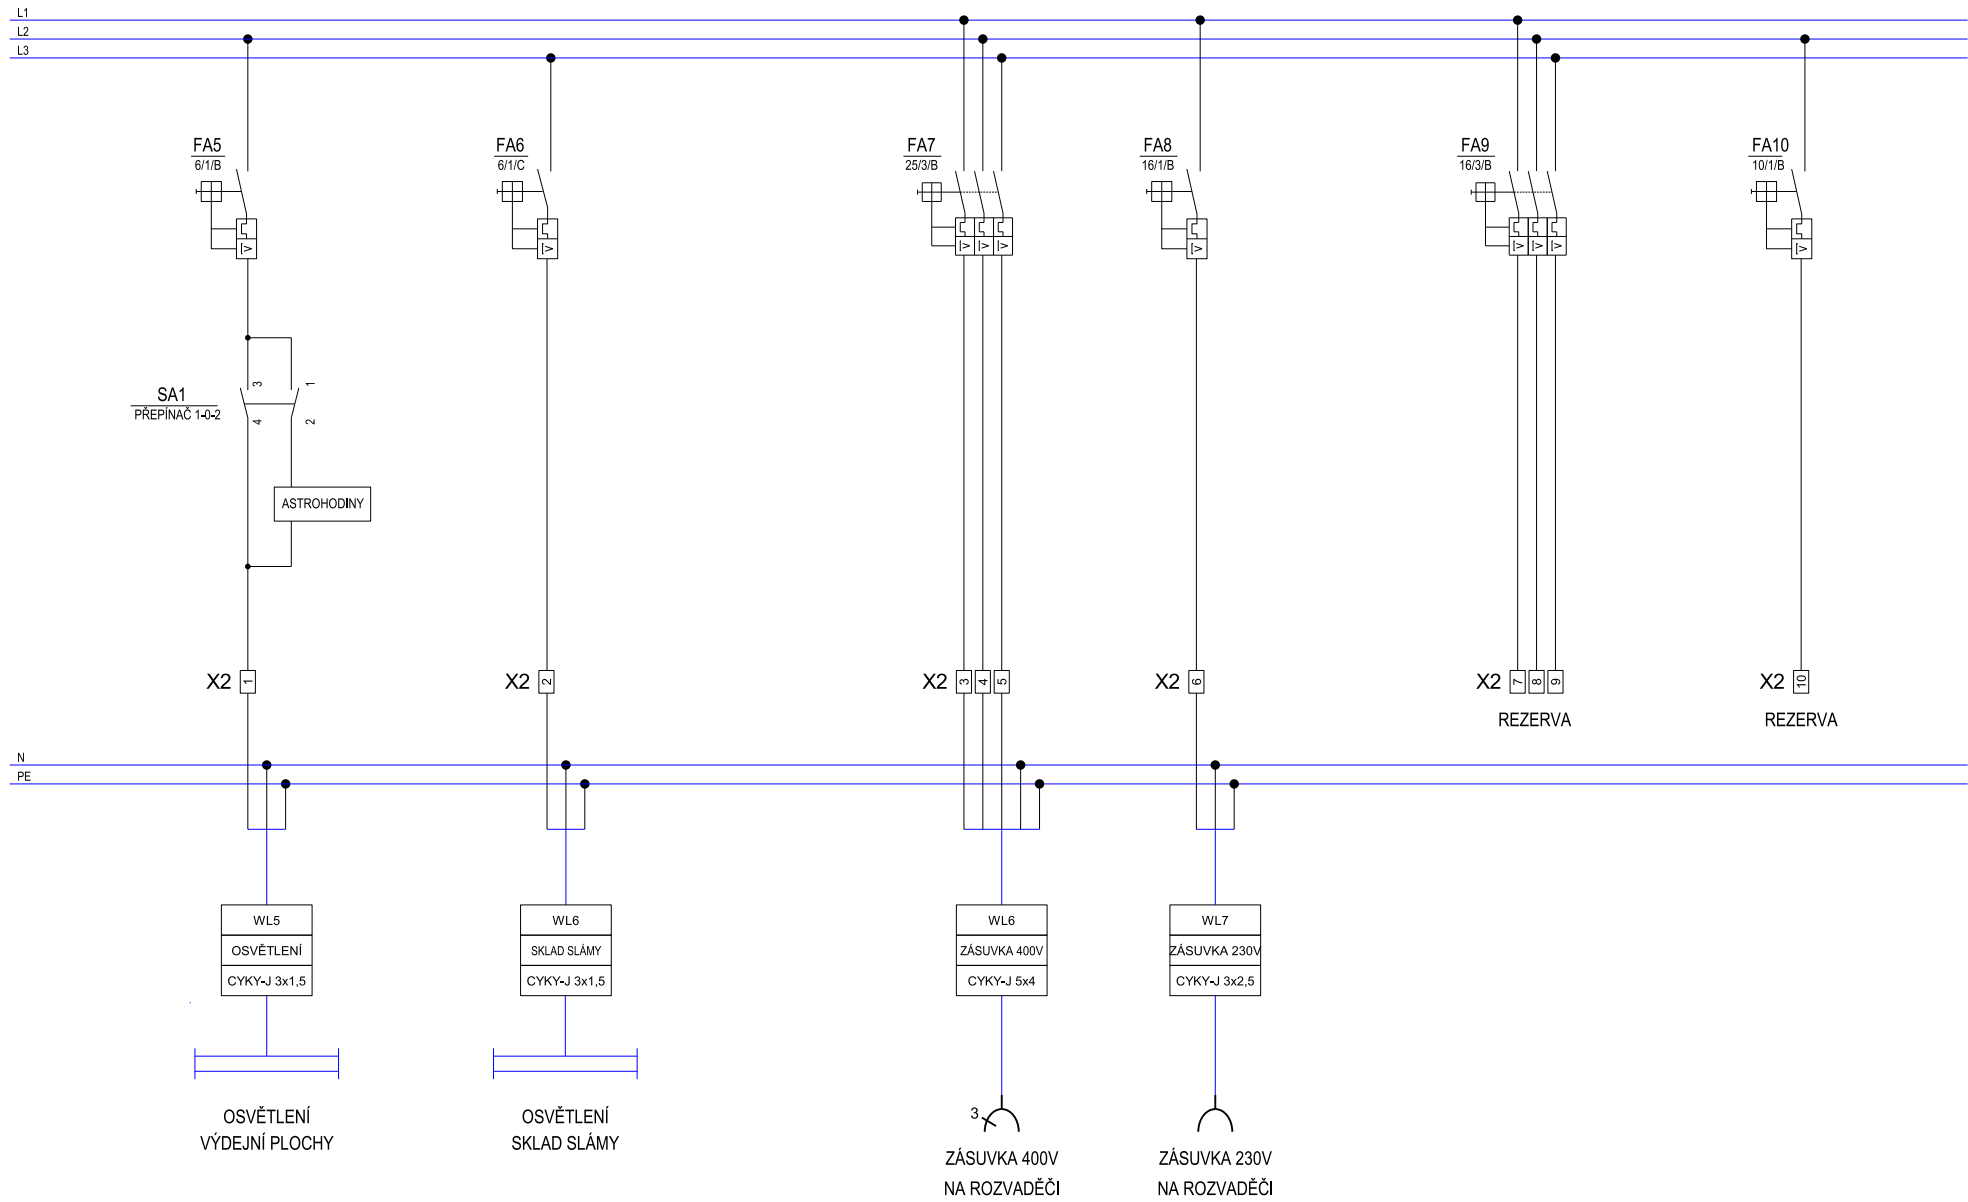 L1
L2
L3
FA5
6/1/B
FA6
6/1/C
FA7
25/3/B
FA8
16/1/B
FA9
16/3/B
FA10
10/1/B
SA1
PŘEPÍNAČ 1-0-2
3
1
4
2
ASTROHODINY
X2 1
X2 2
X2 3 4 5
X2 6
X2 7 8 9
X2 10
REZERVA
REZERVA
N
PE
WL5
OSVĚTLENÍ
CYKY-J 3x1,5
WL6
SKLAD SLÁMY
CYKY-J 3x1,5
WL6
ZÁSUVKA 400V
CYKY-J 5x4
WL7
ZÁSUVKA 230V
CYKY-J 3x2,5
OSVĚTLENÍ
VÝDEJNÍ PLOCHY
OSVĚTLENÍ
SKLAD SLÁMY
3
ZÁSUVKA 400V
NA ROZVADĚČI
ZÁSUVKA 230V
NA ROZVADĚČI